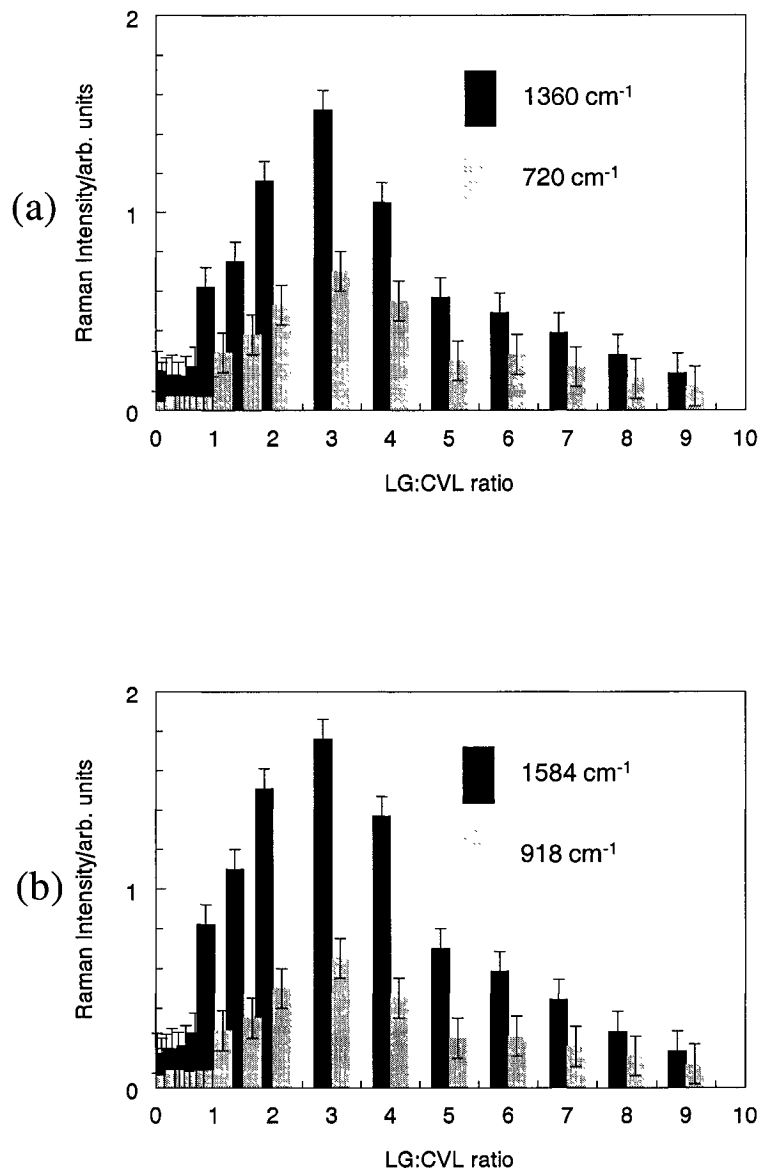 (a)
Raman Intensity/arb. units
2
1
0
1360 cm-1
720 cm-1
0 1 2 3 4 5 6 7 8 9 10
LG:CVL ratio
(b)
Raman Intensity/arb. units
2
1
0
1584 cm-1
918 cm-1
0 1 2 3 4 5 6 7 8 9 10
LG:CVL ratio